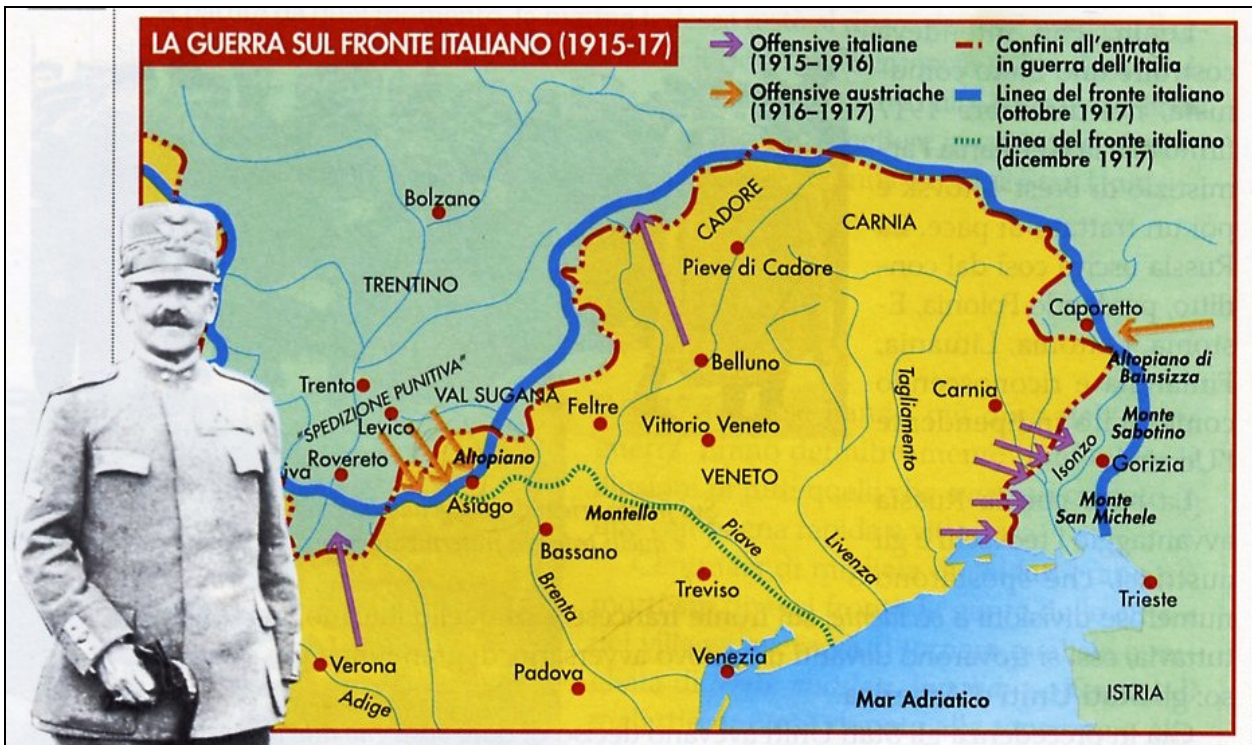 LA GUERRA SUL FRONTE ITALIANO (1915-17)
Offensive italiane
(1915–1916)
Offensive austriache
(1916–1917)
Confini all'entrata
in guerra dell'Italia
Linea del fronte italiano
(ottobre 1917)
Linea del fronte italiano
(dicembre 1917)
Bolzano
CADORE
CARNIA
Pieve di Cadore
TRENTINO
Caporetto
Altopiano di
Bainsizza
Belluno
Trento
"SPEDIZIONE PUNITIVA"
VAL SUGANA
Levico
Feltre
Tagliamento
Carnia
Monte
Sabotino
Vittorio Veneto
Isonzo
iva
Rovereto
Altopiano
VENETO
Gorizia
Asiago
Montello
Monte
San Michele
Bassano
Piave
Livenza
Treviso
Brenta
Trieste
Verona
Venezia
Padova
Adige
Mar Adriatico
ISTRIA